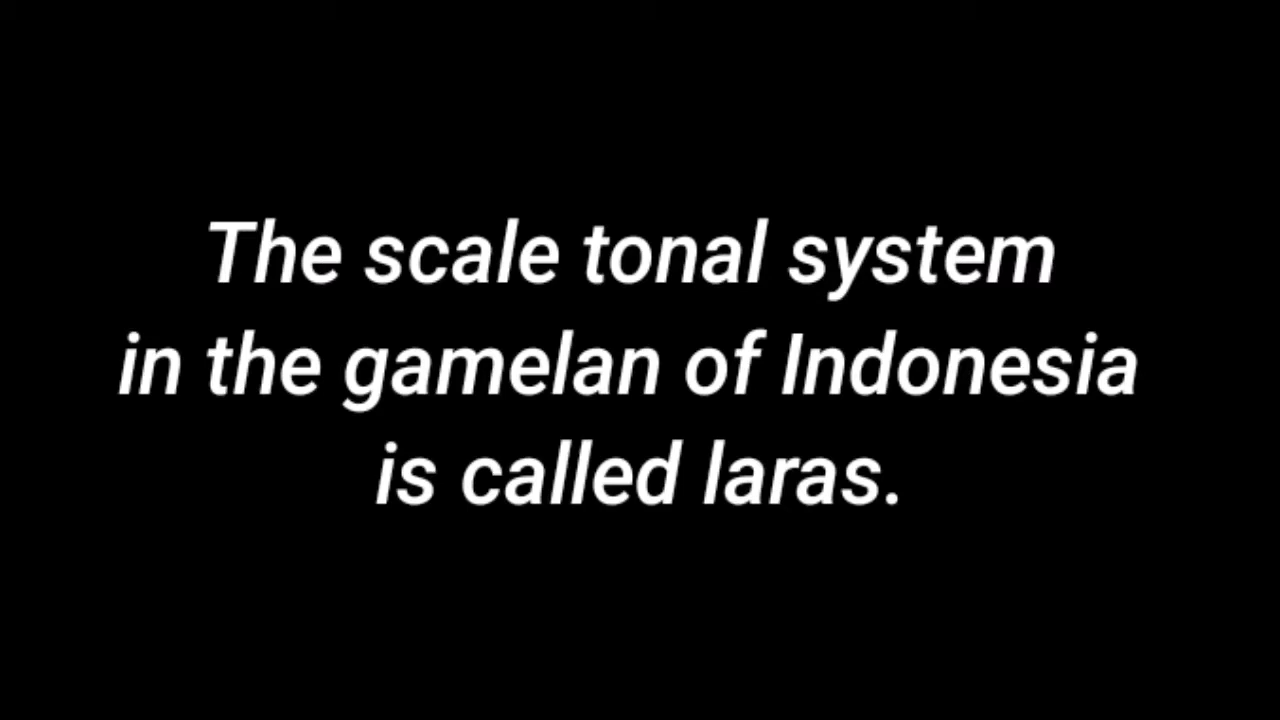 The scale tonal system
in the gamelan of Indonesia
is called laras.